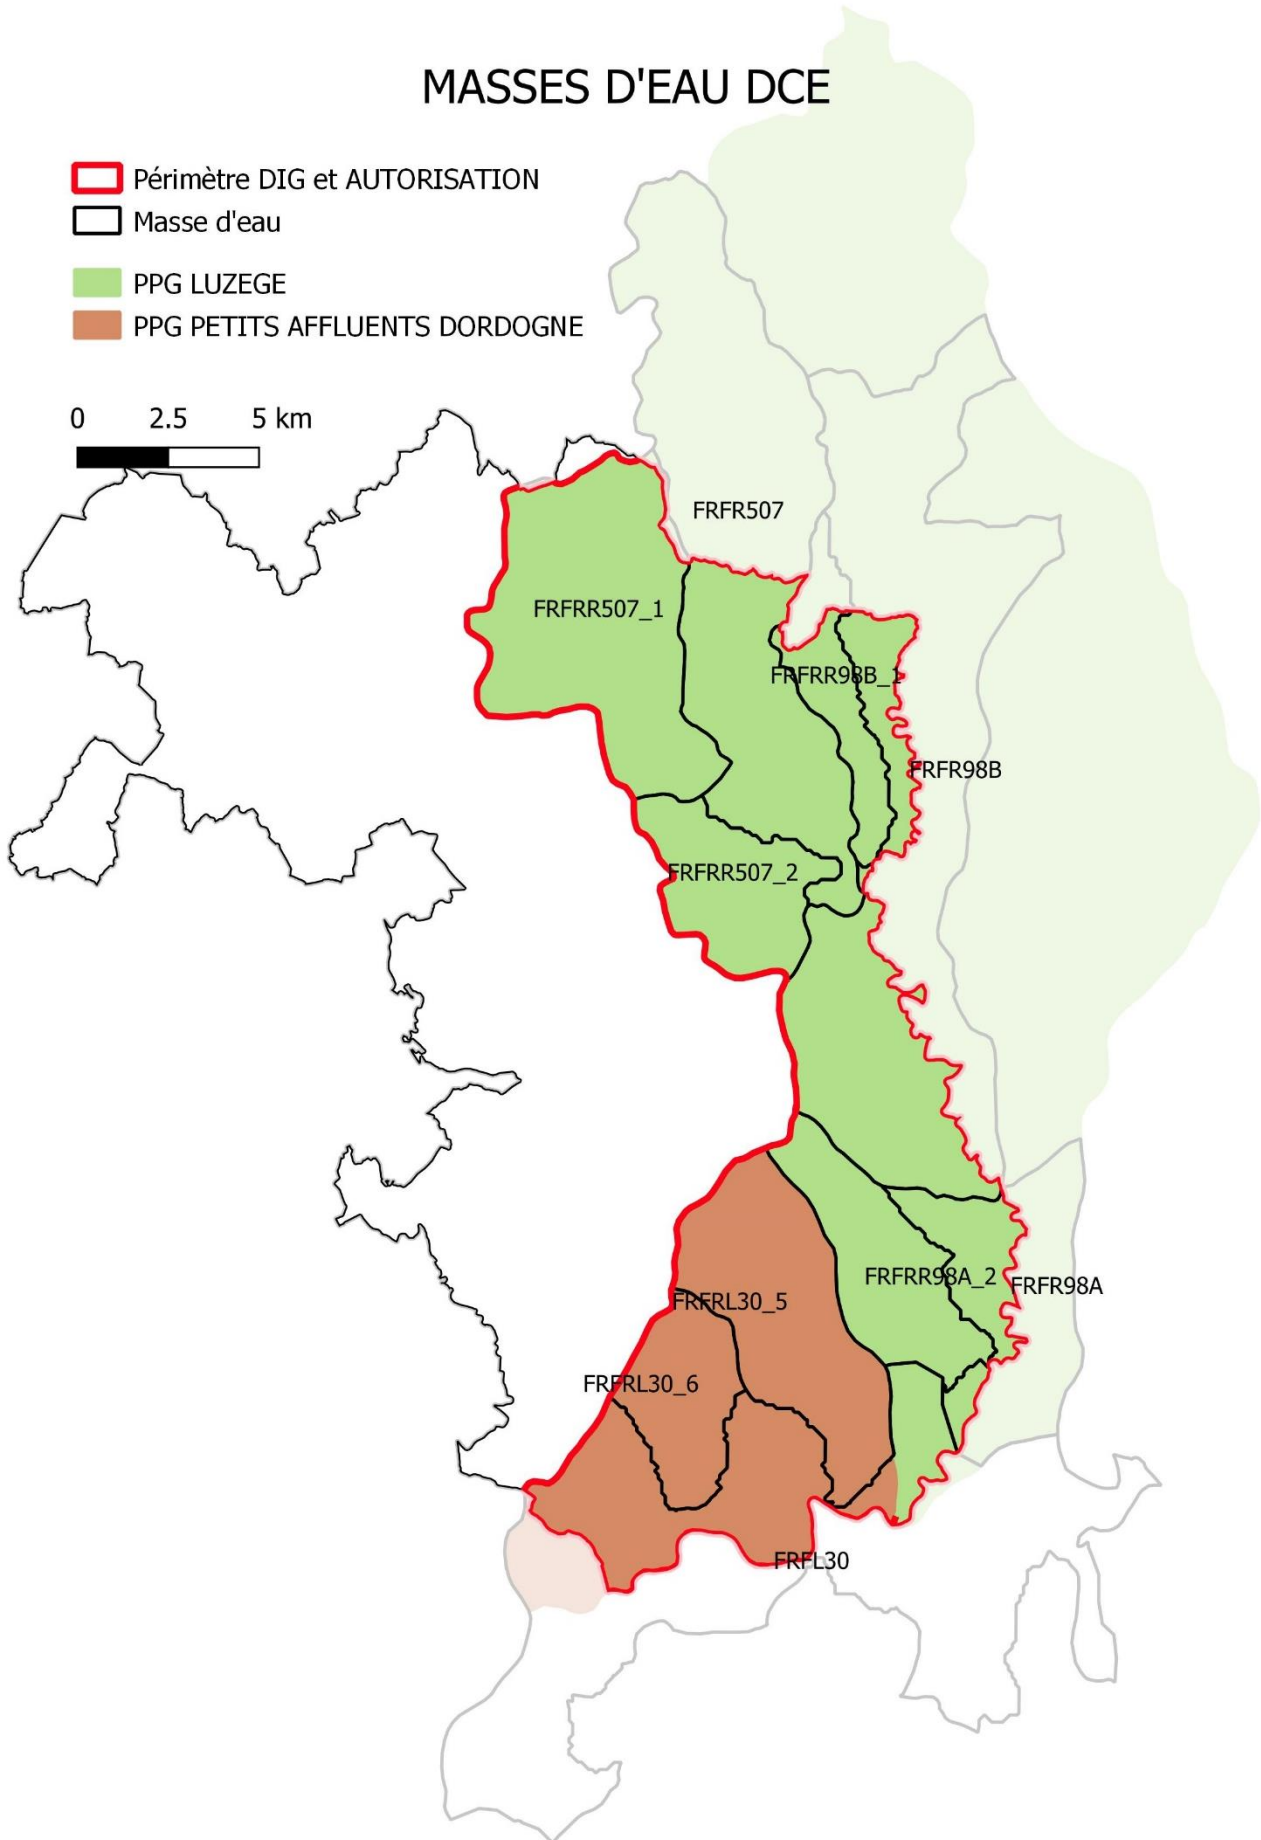 MASSES D'EAU DCE
Périmètre DIG et AUTORISATION
Masse d'eau
PPG LUZEGE
PPG PETITS AFFLUENTS DORDOGNE
0 2.5 5 km
FRFR507
FRFRR507_1
FRFRR98B_1
FRFR98B
FRFRR507_2
FRFRR98A_2
FRFR98A
FRFRL30_5
FRFRL30_6
FRFL30